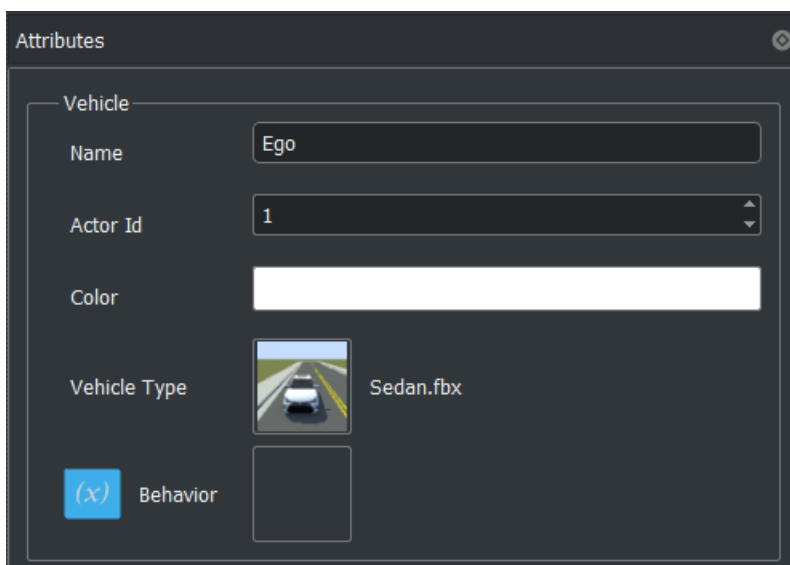 Attributes
Vehicle
Name
Ego
Actor Id
1
Color
Vehicle Type
Sedan.fbx
(x)
Behavior